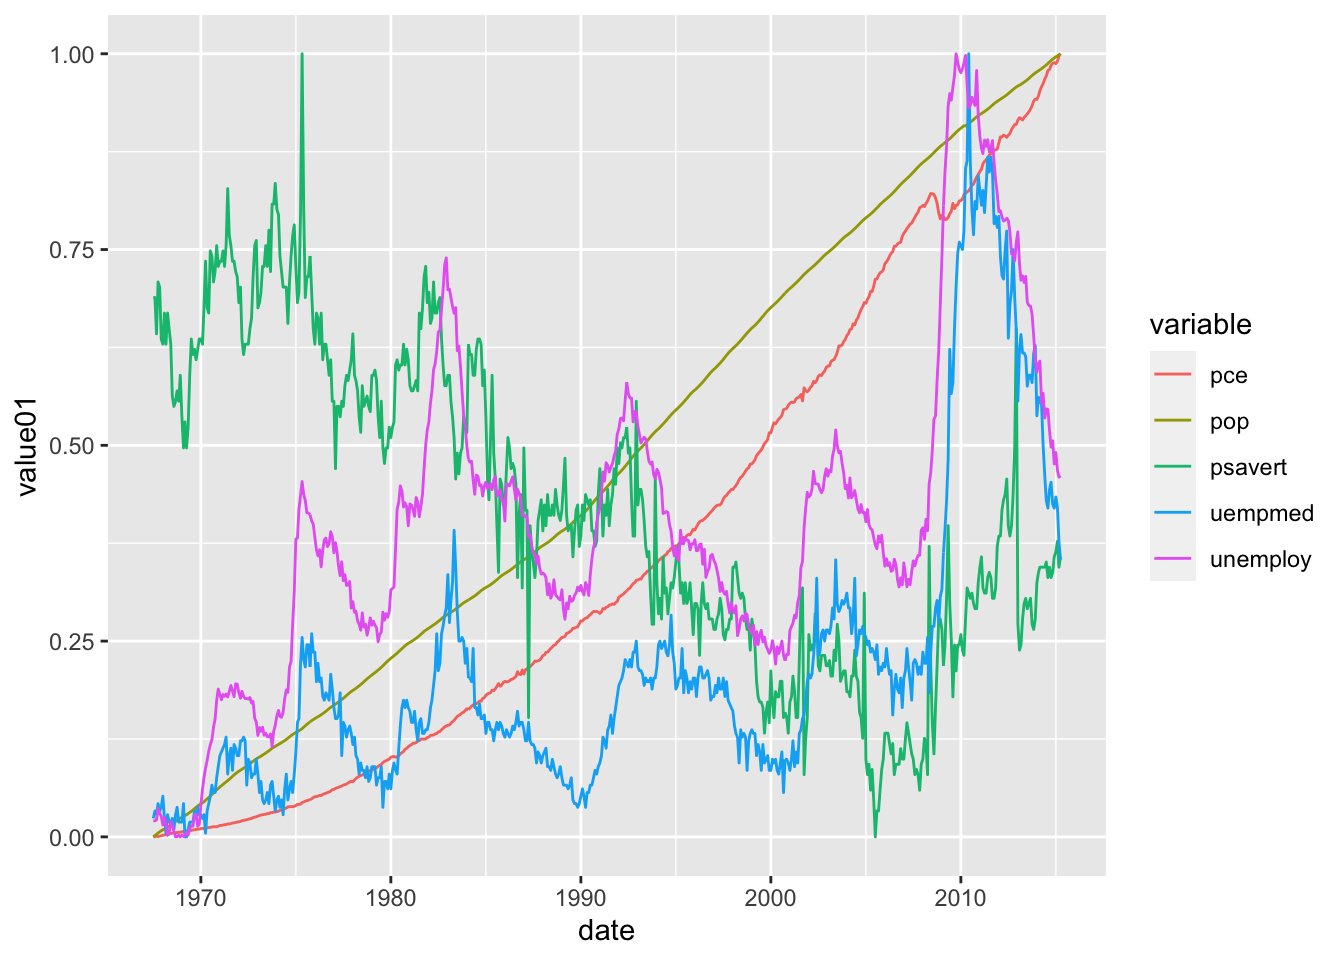 1.00
0.75
0.50
0.25
0.00
value01
1970 1980 1990 2000 2010
date
variable
pce
pop
psavert
uempmed
unemploy